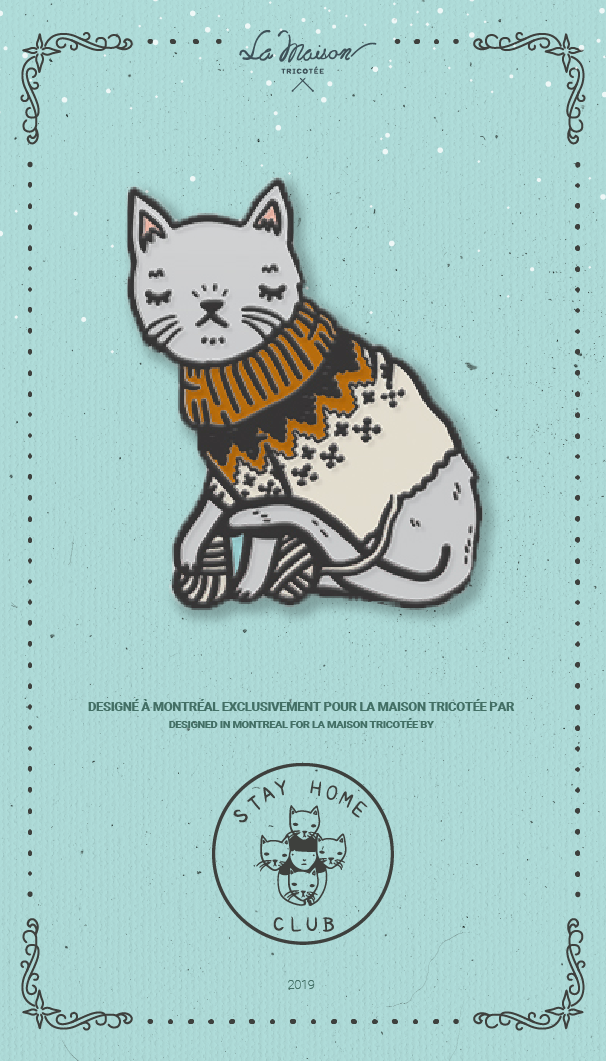 La Maison
TRICOTÉE
DESIGNÉ À MONTRÉAL EXCLUSIVEMENT POUR LA MAISON TRICOTÉE PAR
DESIGNED IN MONTREAL FOR LA MAISON TRICOTÉE BY
STAY HOME
CLUB
2019